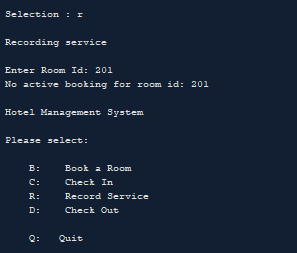 Selection : r
Recording service
Enter Room Id: 201
No active booking for room id: 201
Hotel Management System
Please select:
B:    Book a Room
C:    Check In
R:    Record Service
D:    Check Out
Q:   Quit